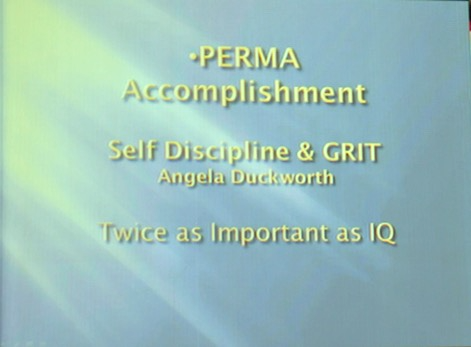 •PERMA
Accomplishment
Self Discipline & GRIT
Angela Duckworth
Twice as Important as IQ